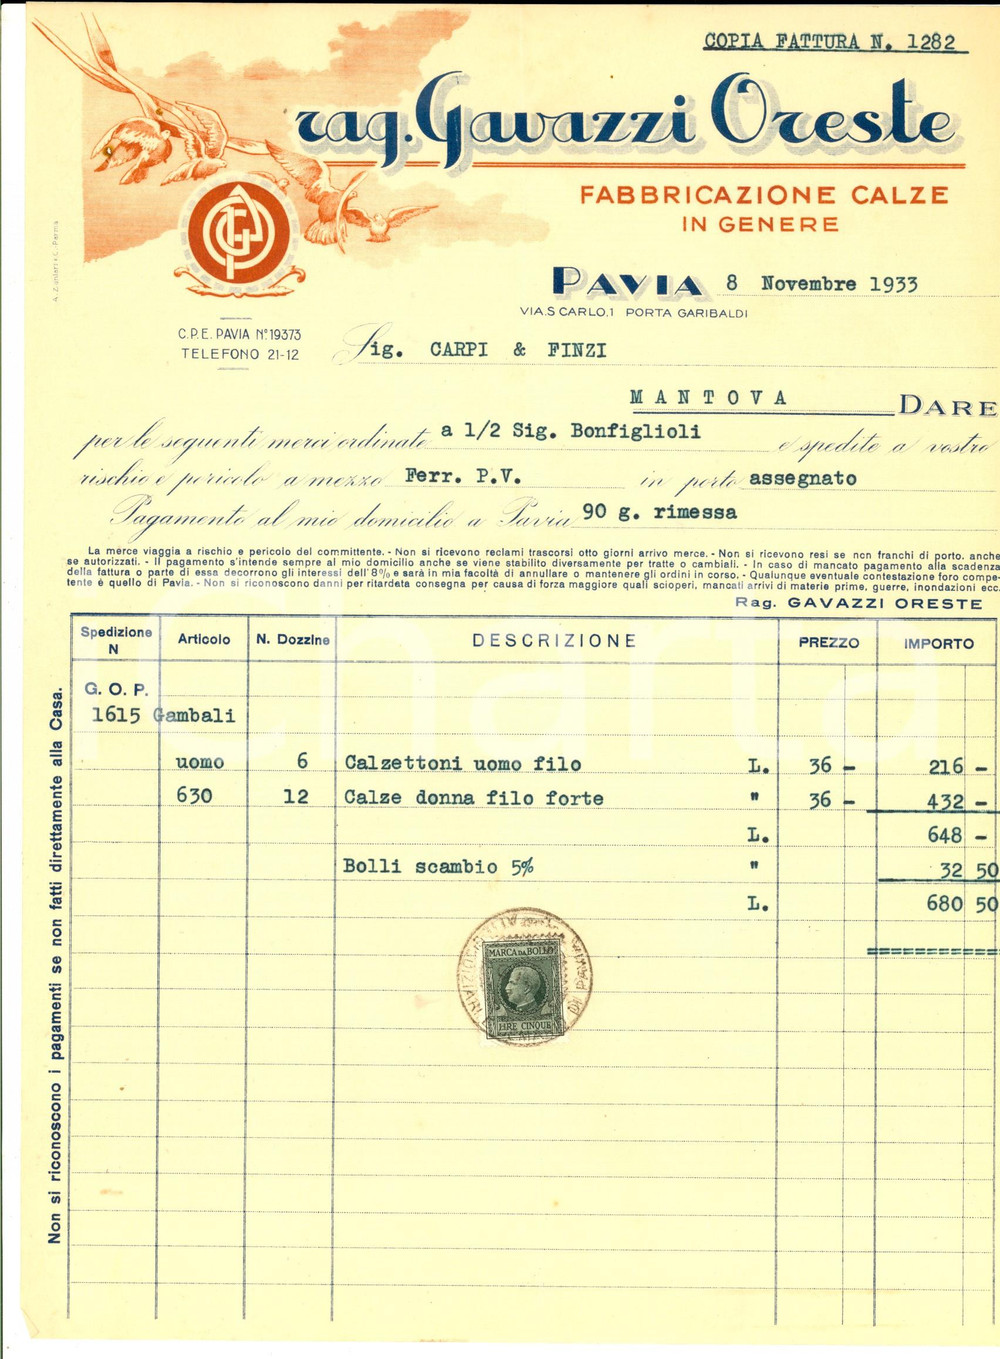 COPIA FATTURA N. 1282
rag. Gavazzi Oreste
FABBRICAZIONE CALZE
IN GENERE
PAVIA 8 Novembre 1933
VIA.S CARLO,1 PORTA GARIBALDI
C.P.E. PAVIA N° 19373
TELEFONO 21-12
Sig. CARPI & FINZI
MANTOVA DARE
per le seguenti merci ordinate a 1/2 Sig. Bonfiglioli e spedite a vostro
rischio e pericolo a mezzo Ferr. P.V. in porto assegnato
Pagamento al mio domicilio a Pavia 90 g. rimessa
La merce viaggia a rischio e pericolo del committente. - Non si ricevono reclami trascorsi otto giorni arrivo merce. - Non si ricevono resi se non franchi di porto, anche
se autorizzati. - Il pagamento s'intende sempre al mio domicilio anche se viene stabilito diversamente per tratte o cambiali. - In caso di mancato pagamento alla scadenza
della fattura o parte di essa decorrono gli interessi dell'8% e sarà in mia facoltà di annullare o mantenere gli ordini in corso. - Qualunque eventuale contestazione foro compe-
tente è quello di Pavia. - Non si riconoscono danni per ritardata consegna per causa di forza maggiore quali scioperi, mancati arrivi di materie prime, guerre, inondazioni ecc.
Rag. GAVAZZI ORESTE
Spedizione N Articolo N. Dozzine DESCRIZIONE PREZZO IMPORTO
G. O. P.
1615 Gambali
uomo 6 Calzettoni uomo filo L. 36 - 216 -
630 12 Calze donna filo forte " 36 - 432 -
L. 648 -
Bolli scambio 5% " 32 50
L. 680 50
MARCA DA BOLLO
LIRE CINQUE
DI PA
Non si riconoscono i pagamenti se non fatti direttamente alla Casa.
charta